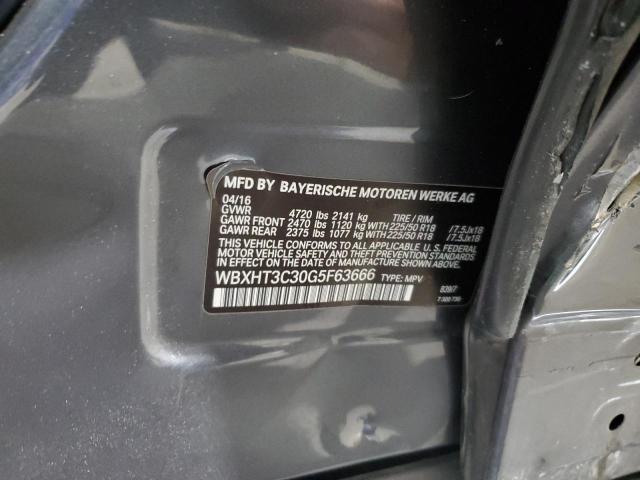 MFD BY BAYERISCHE MOTOREN WERKE AG
04/16
GVWR 4720 lbs 2141 kg TIRE / RIM
GAWR FRONT 2470 lbs 1120 kg WITH 225/50 R18 /7.5Jx18
GAWR REAR 2375 lbs 1077 kg WITH 225/50 R18 /7.5Jx18
THIS VEHICLE CONFORMS TO ALL APPLICABLE U.S. FEDERAL
MOTOR VEHICLE SAFETY AND THEFT PREVENTION STANDARDS
IN EFFECT ON THE DATE OF MANUFACTURE SHOWN ABOVE.
WBXHT3C30G5F63666 TYPE: MPV